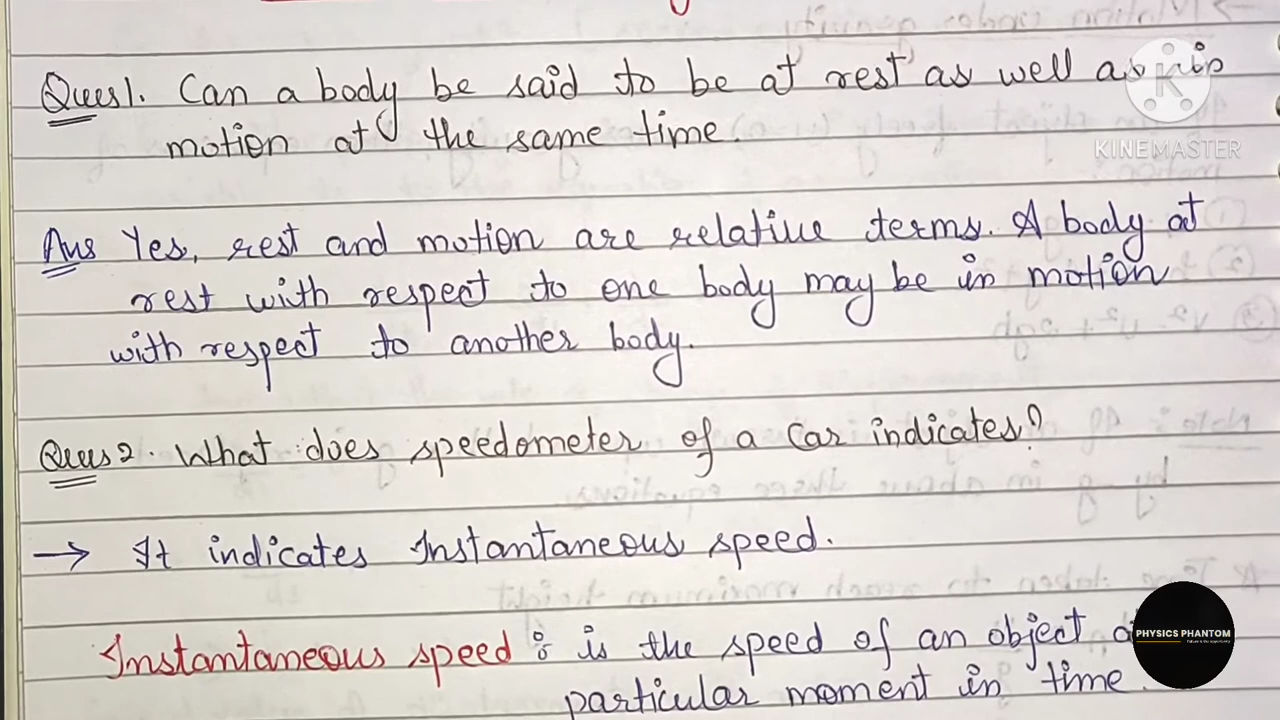 Ques1. Can a body be said to be at rest as well as in
motion at the same time.
Ans Yes, rest and motion are relative terms. A body at
rest with respect to one body may be in motion
with respect to another body.
Ques 2. What does speedometer of a Car indicates?
→ It indicates Instantaneous speed.
Instantaneous speed : is the speed of an object
particular moment in time.
KINEMASTER
PHYSICS PHANTOM